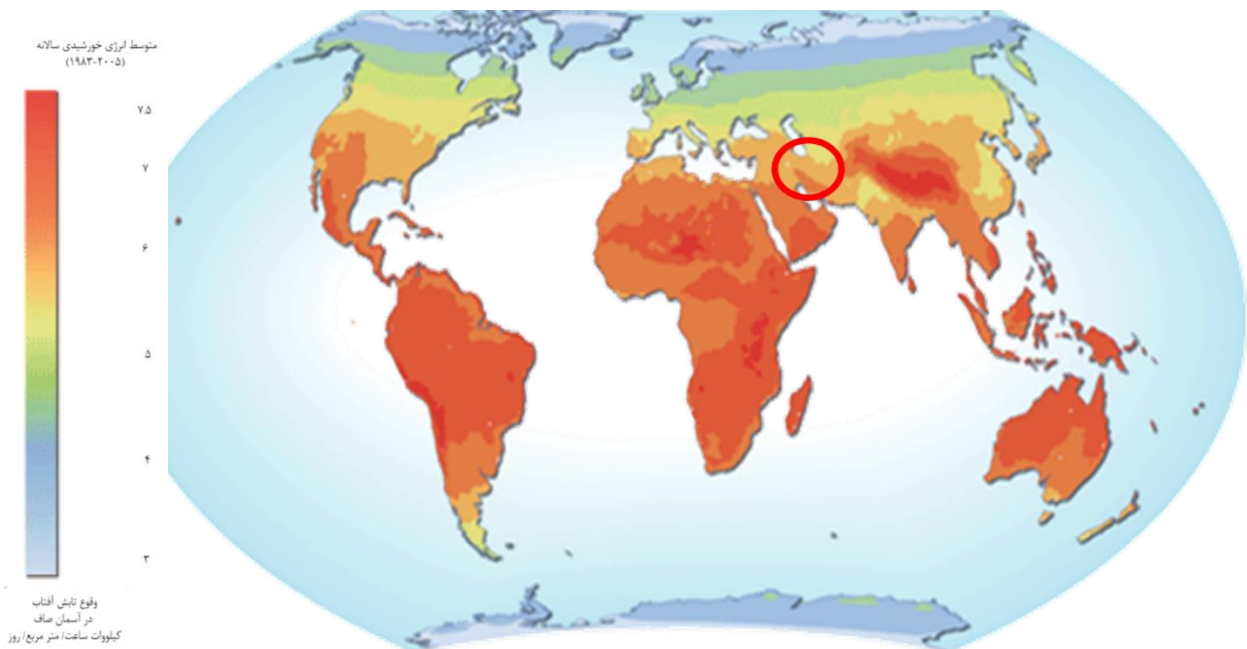 متوسط انرژی خورشیدی سالانه
(۱۹۸۳-۲۰۰۵)
۷.۵
۷
۶
۵
۴
۳
وقوع تابش آفتاب
در آسمان صاف
کیلووات ساعت/ متر مربع/ روز